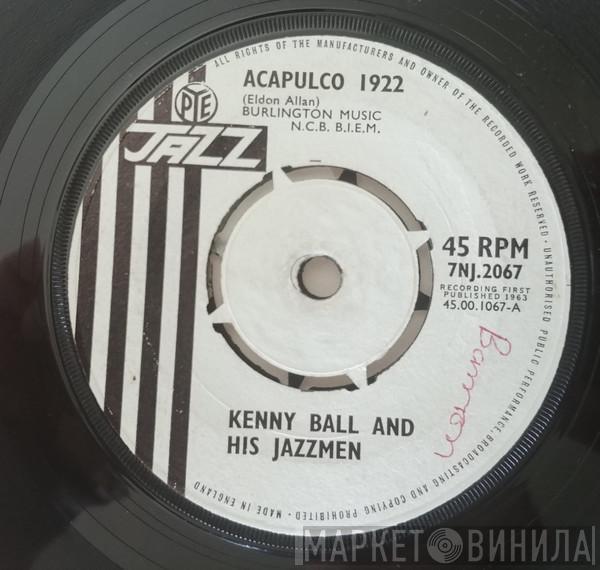 ALL RIGHTS OF THE MANUFACTURERS AND OWNER OF THE RECORDED WORK RESERVED · UNAUTHORISED PUBLIC PERFORMANCE, BROADCASTING AND COPYING PROHIBITED · MADE IN ENGLAND
ACAPULCO 1922
(Eldon Allan)
BURLINGTON MUSIC
N.C.B. B.I.E.M.
PYE
JAZZ
45 RPM
7NJ.2067
RECORDING FIRST
PUBLISHED 1963
45.00.1067-A
KENNY BALL AND
HIS JAZZMEN
МАРКЕТ ВИНИЛА